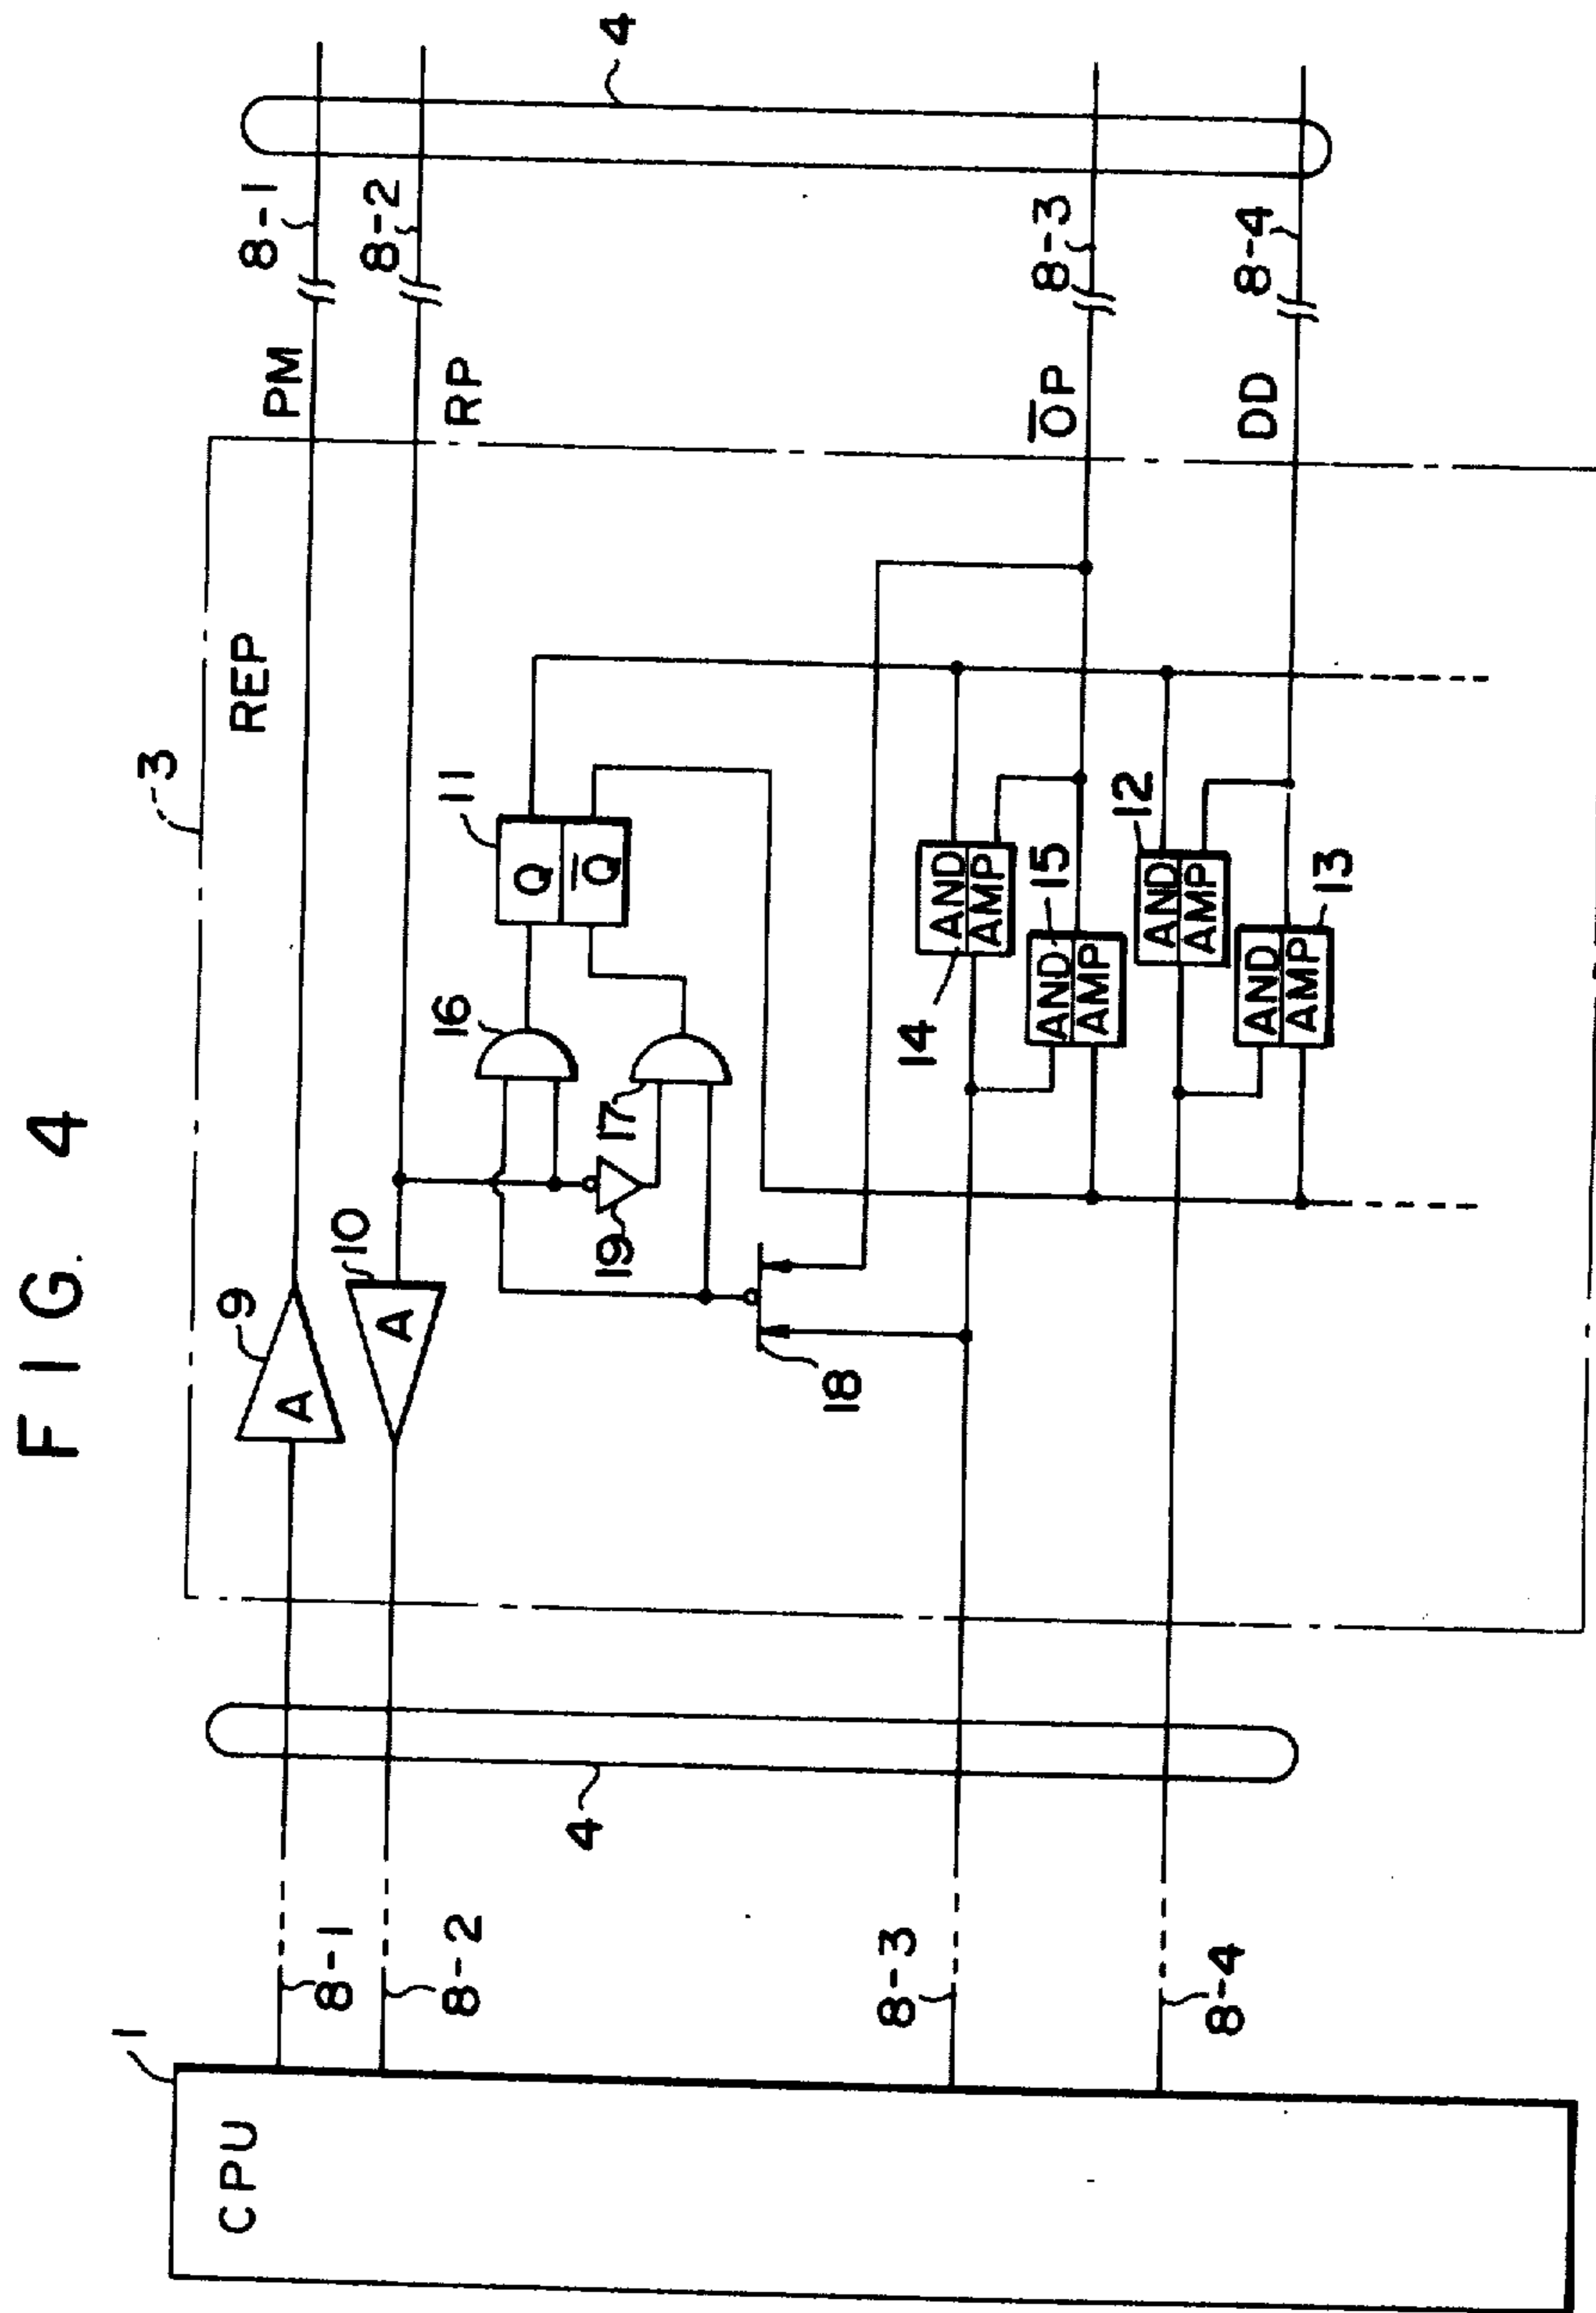 FIG. 4
1
CPU
8-1
8-2
8-3
8-4
4
3
REP
9
A
10
A
PM
8-1
RP
8-2
4
11
Q
Q̅
16
17
19
18
14
AND
AMP
15
AND
AMP
12
AND
AMP
13
AND
AMP
O̅P
8-3
DD
8-4